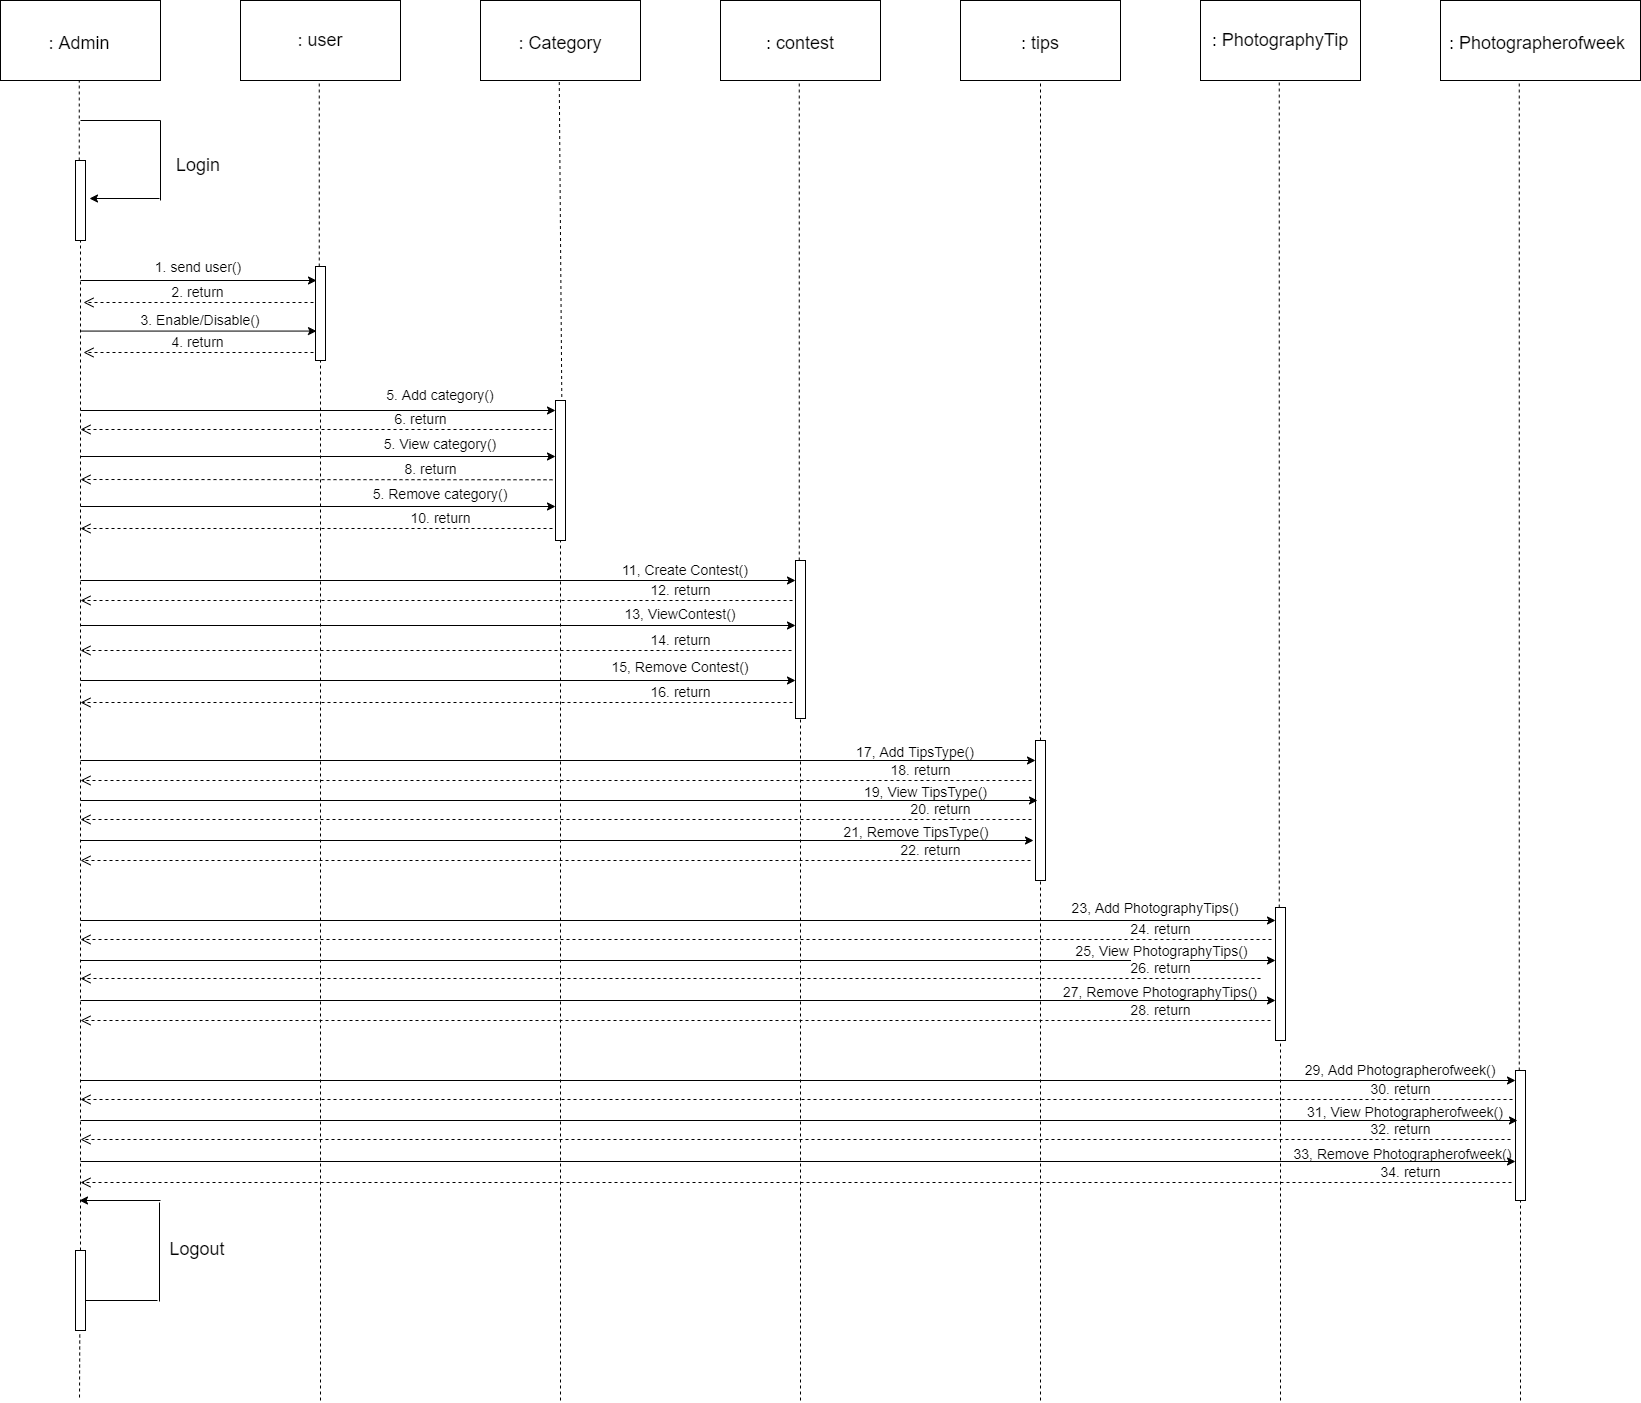 : Admin
: user
: Category
: contest
: tips
: PhotographyTip
: Photographerofweek
Login
1. send user()
2. return
3. Enable/Disable()
4. return
5. Add category()
6. return
5. View category()
8. return
5. Remove category()
10. return
11, Create Contest()
12. return
13, ViewContest()
14. return
15, Remove Contest()
16. return
17, Add TipsType()
18. return
19, View TipsType()
20. return
21, Remove TipsType()
22. return
23, Add PhotographyTips()
24. return
25, View PhotographyTips()
26. return
27, Remove PhotographyTips()
28. return
29, Add Photographerofweek()
30. return
31, View Photographerofweek()
32. return
33, Remove Photographerofweek()
34. return
Logout